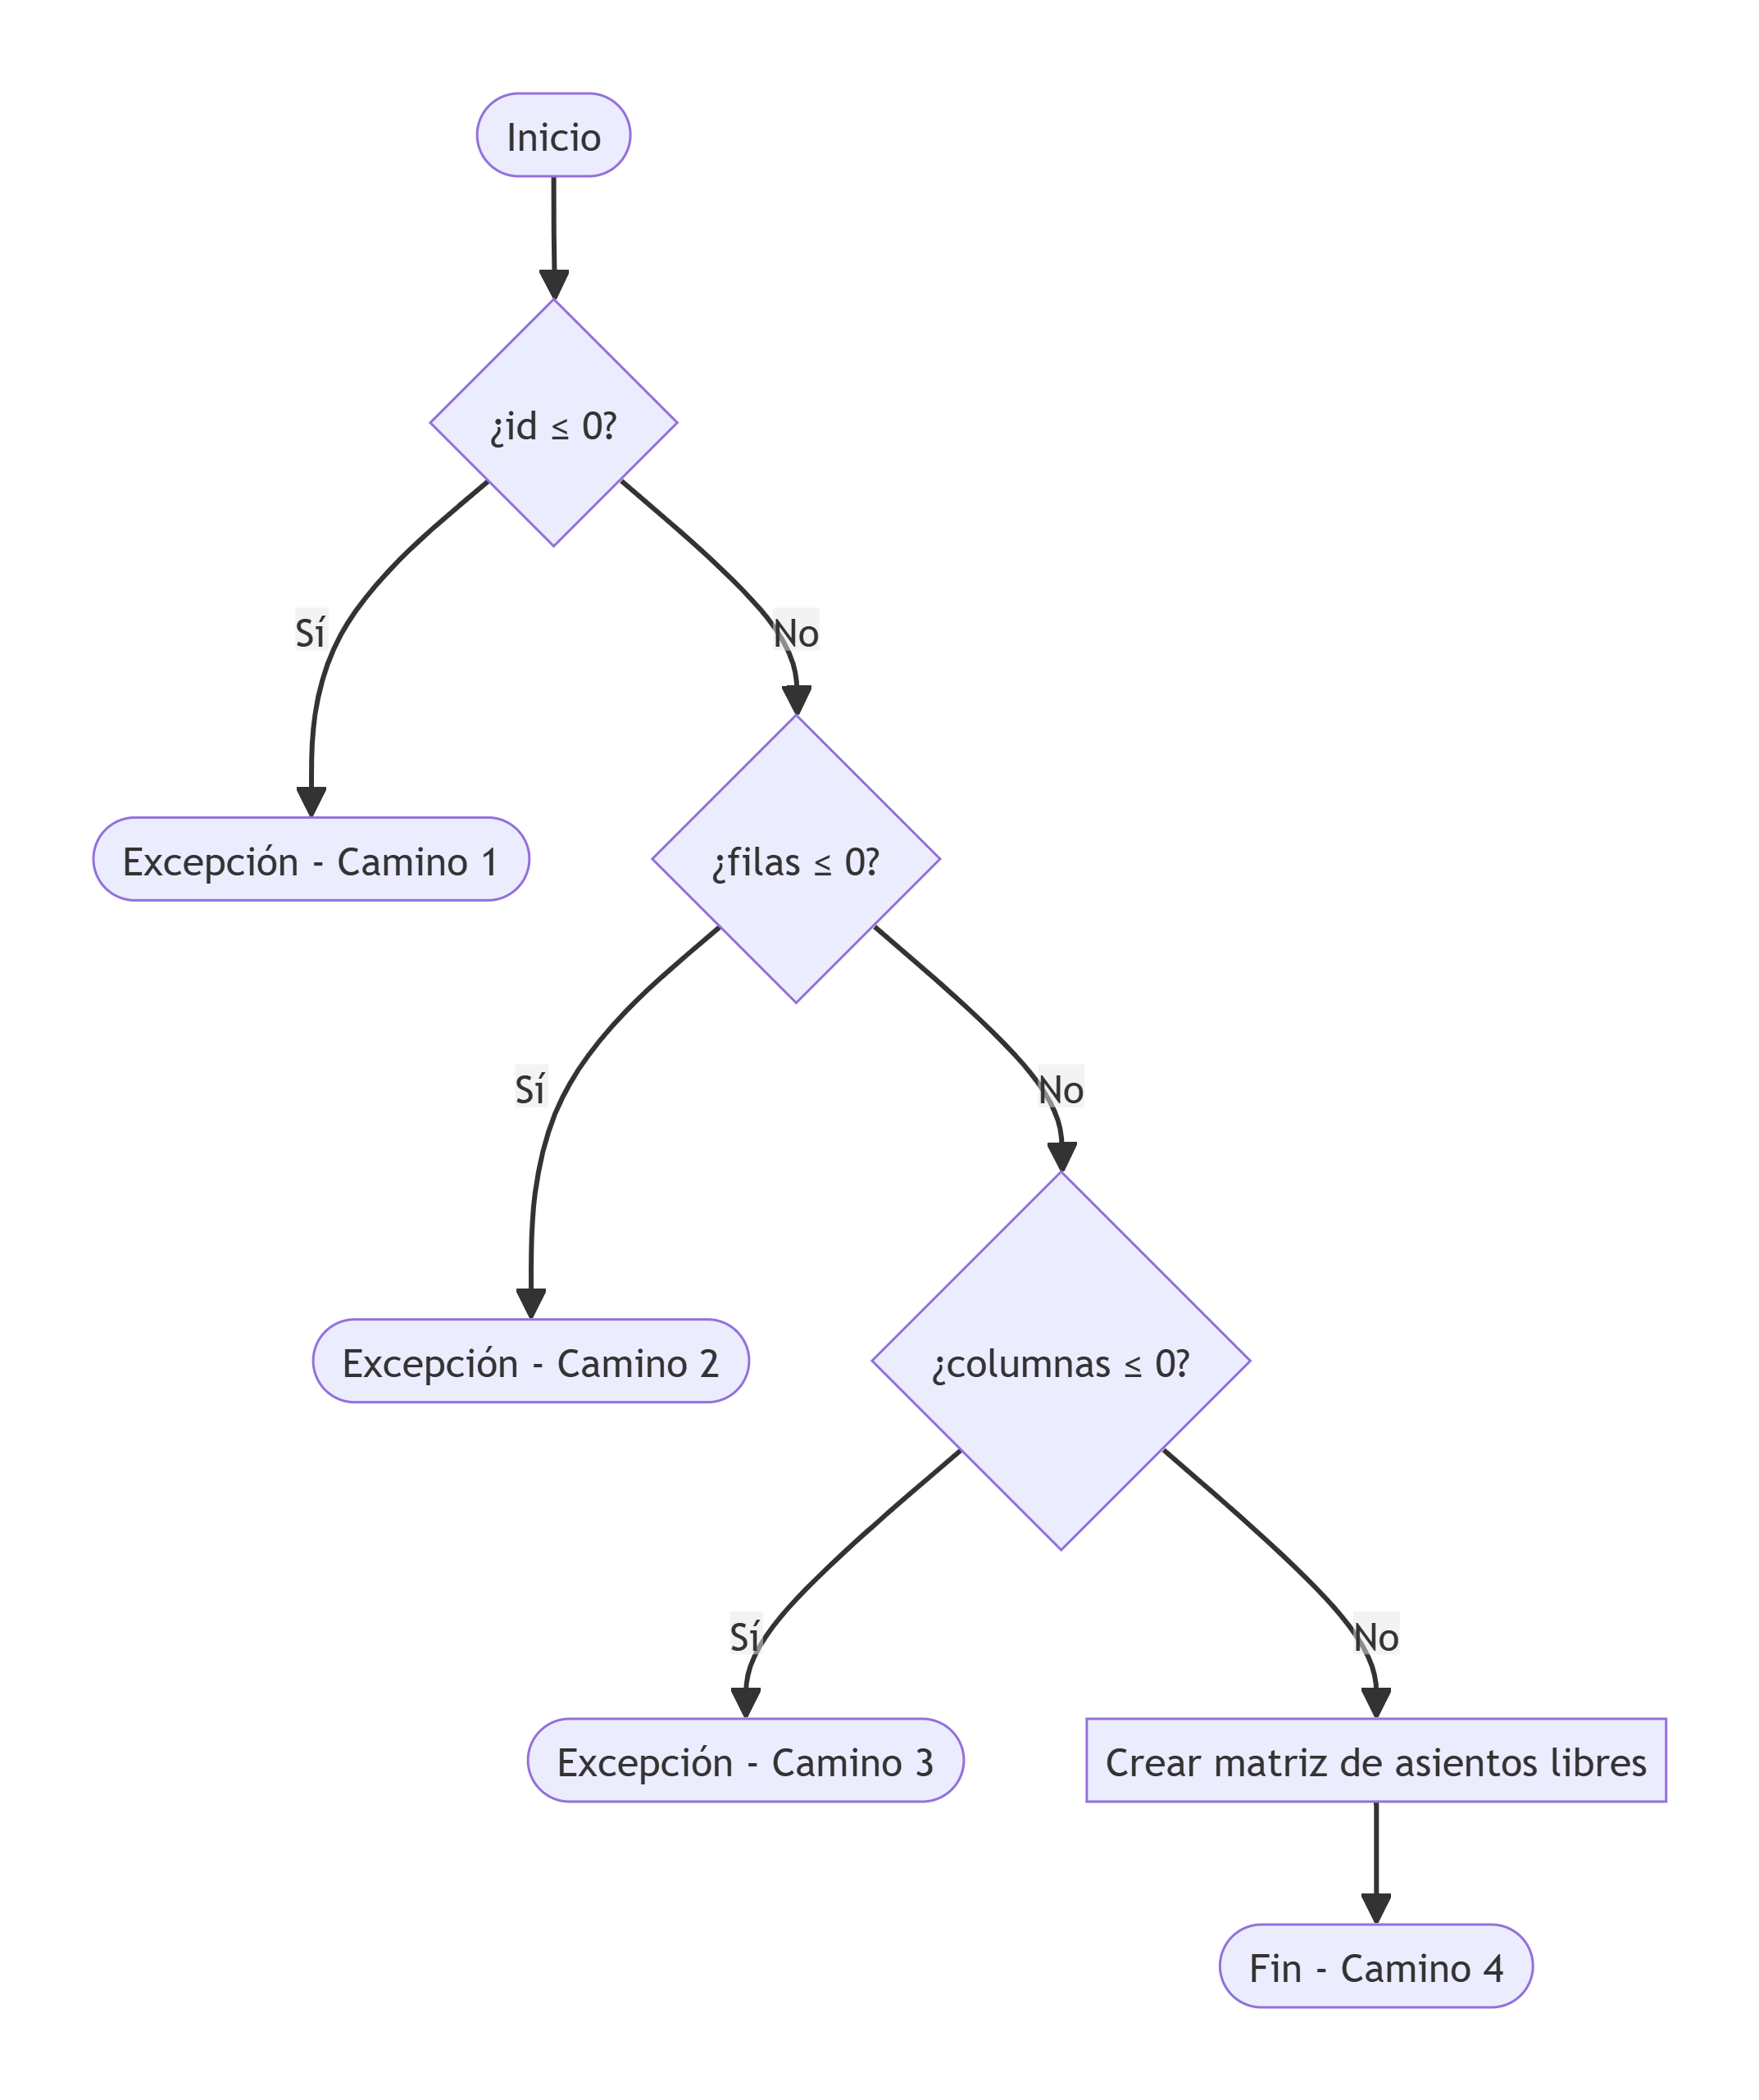 Inicio
¿id ≤ 0?
Sí
No
Excepción - Camino 1
¿filas ≤ 0?
Sí
No
Excepción - Camino 2
¿columnas ≤ 0?
Sí
No
Excepción - Camino 3
Crear matriz de asientos libres
Fin - Camino 4